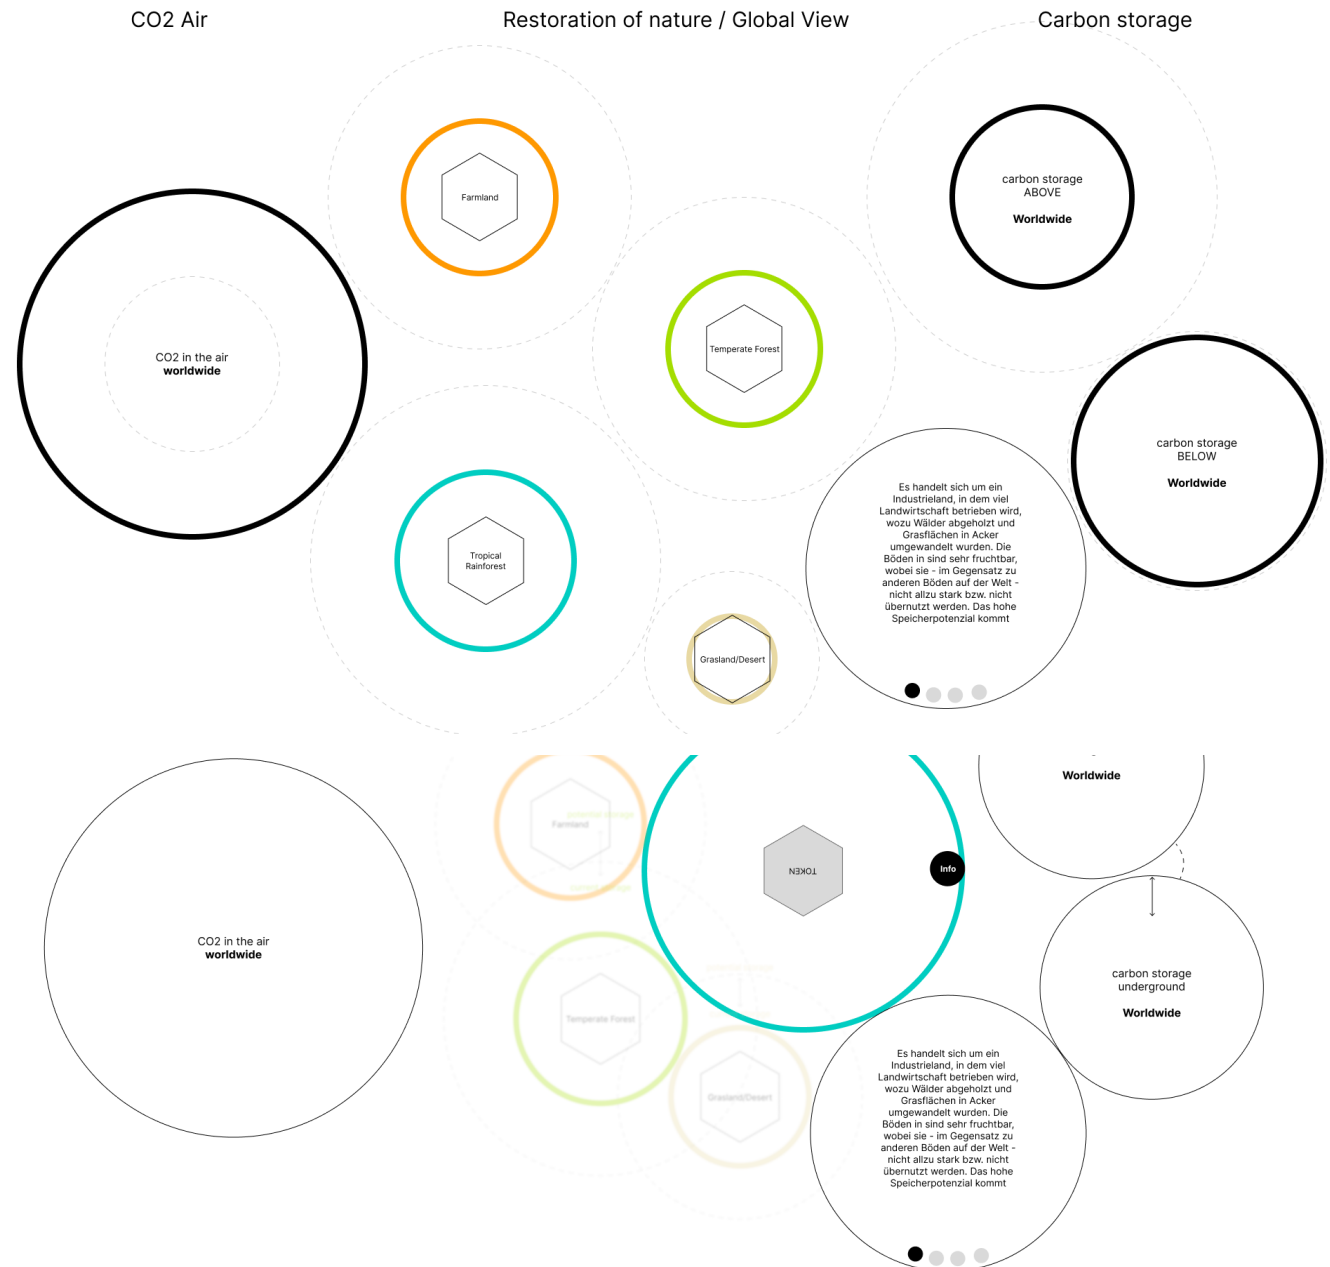 CO2 Air
Restoration of nature / Global View
Carbon storage
Farmland
carbon storage
ABOVE
Worldwide
Temperate Forest
CO2 in the air
worldwide
carbon storage
BELOW
Worldwide
Es handelt sich um ein
Industrieland, in dem viel
Landwirtschaft betrieben wird,
wozu Wälder abgeholzt und
Grasflächen in Acker
umgewandelt wurden. Die
Böden in sind sehr fruchtbar,
wobei sie - im Gegensatz zu
anderen Böden auf der Welt -
nicht allzu stark bzw. nicht
übernutzt werden. Das hohe
Speicherpotenzial kommt
Tropical
Rainforest
Grasland/Desert
Worldwide
potential storage
Farmland
TOKEN
Info
CO2 in the air
worldwide
carbon storage
underground
Worldwide
Temperate Forest
Es handelt sich um ein
Industrieland, in dem viel
Landwirtschaft betrieben wird,
wozu Wälder abgeholzt und
Grasflächen in Acker
umgewandelt wurden. Die
Böden in sind sehr fruchtbar,
wobei sie - im Gegensatz zu
anderen Böden auf der Welt -
nicht allzu stark bzw. nicht
übernutzt werden. Das hohe
Speicherpotenzial kommt
Grasland/Desert